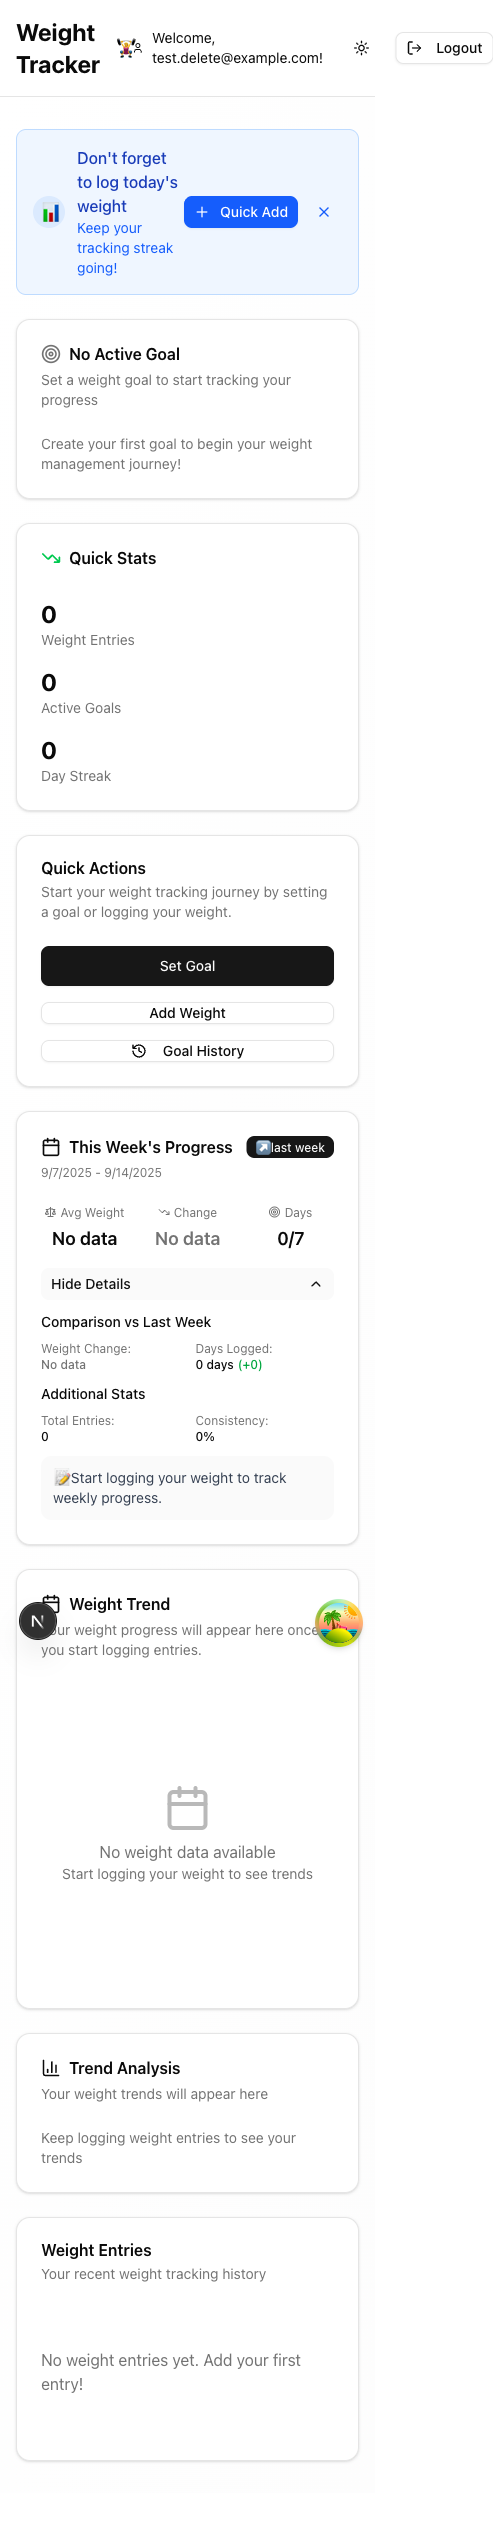 Weight
Tracker
Welcome,
test.delete@example.com!
Logout
Don't forget
to log today's
weight
Keep your
tracking streak
going!
Quick Add
No Active Goal
Set a weight goal to start tracking your
progress
Create your first goal to begin your weight
management journey!
Quick Stats
0
Weight Entries
0
Active Goals
0
Day Streak
Quick Actions
Start your weight tracking journey by setting
a goal or logging your weight.
Set Goal
Add Weight
Goal History
This Week's Progress
last week
9/7/2025 - 9/14/2025
Avg Weight
Change
Days
No data
No data
0/7
Hide Details
Comparison vs Last Week
Weight Change:
Days Logged:
No data
0 days (+0)
Additional Stats
Total Entries:
Consistency:
0
0%
Start logging your weight to track
weekly progress.
Weight Trend
N
our weight progress will appear here once
you start logging entries.
No weight data available
Start logging your weight to see trends
Trend Analysis
Your weight trends will appear here
Keep logging weight entries to see your
trends
Weight Entries
Your recent weight tracking history
No weight entries yet. Add your first
entry!